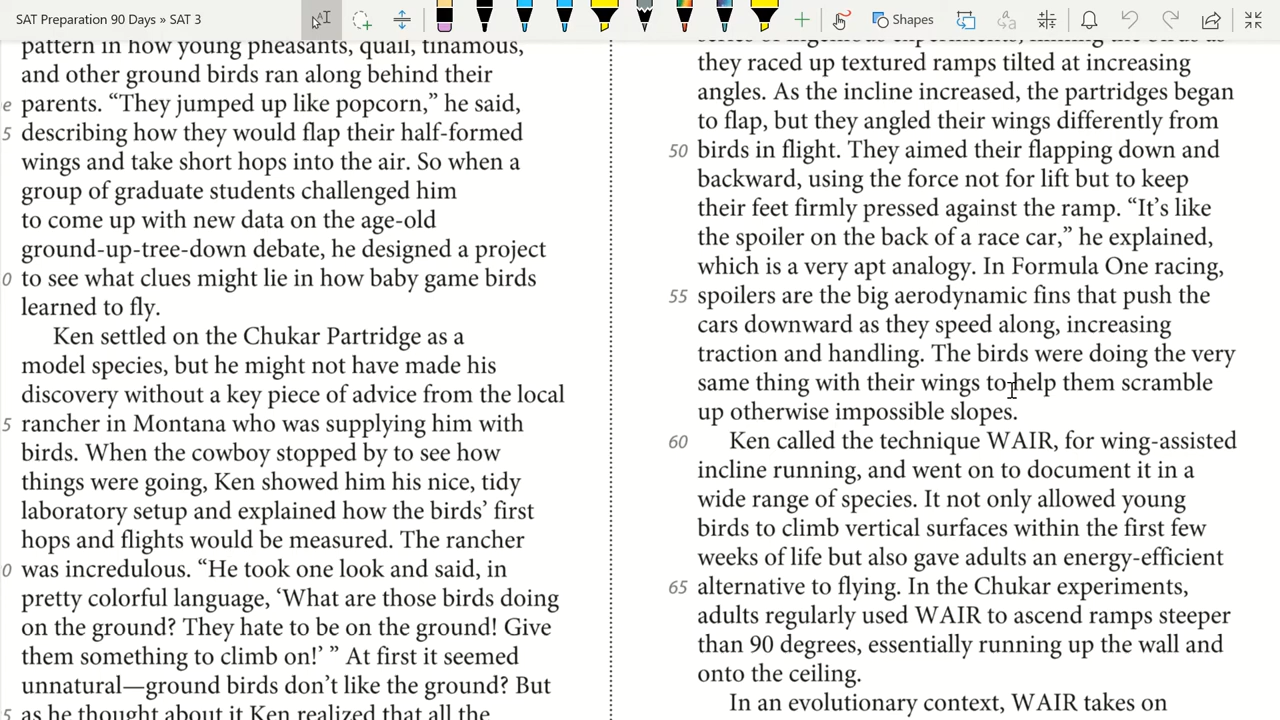 SAT Preparation 90 Days » SAT 3
Shapes
pattern in how young pheasants, quail, tinamous,
and other ground birds ran along behind their
e parents. “They jumped up like popcorn,” he said,
5 describing how they would flap their half-formed
wings and take short hops into the air. So when a
group of graduate students challenged him
to come up with new data on the age-old
ground-up-tree-down debate, he designed a project
0 to see what clues might lie in how baby game birds
learned to fly.
Ken settled on the Chukar Partridge as a
model species, but he might not have made his
discovery without a key piece of advice from the local
5 rancher in Montana who was supplying him with
birds. When the cowboy stopped by to see how
things were going, Ken showed him his nice, tidy
laboratory setup and explained how the birds’ first
hops and flights would be measured. The rancher
0 was incredulous. “He took one look and said, in
pretty colorful language, ‘What are those birds doing
on the ground? They hate to be on the ground! Give
them something to climb on!’ ” At first it seemed
unnatural—ground birds don’t like the ground? But
5 as he thought about it Ken realized that all the
they raced up textured ramps tilted at increasing
angles. As the incline increased, the partridges began
to flap, but they angled their wings differently from
50 birds in flight. They aimed their flapping down and
backward, using the force not for lift but to keep
their feet firmly pressed against the ramp. “It’s like
the spoiler on the back of a race car,” he explained,
which is a very apt analogy. In Formula One racing,
55 spoilers are the big aerodynamic fins that push the
cars downward as they speed along, increasing
traction and handling. The birds were doing the very
same thing with their wings to help them scramble
up otherwise impossible slopes.
60 Ken called the technique WAIR, for wing-assisted
incline running, and went on to document it in a
wide range of species. It not only allowed young
birds to climb vertical surfaces within the first few
weeks of life but also gave adults an energy-efficient
65 alternative to flying. In the Chukar experiments,
adults regularly used WAIR to ascend ramps steeper
than 90 degrees, essentially running up the wall and
onto the ceiling.
In an evolutionary context, WAIR takes on